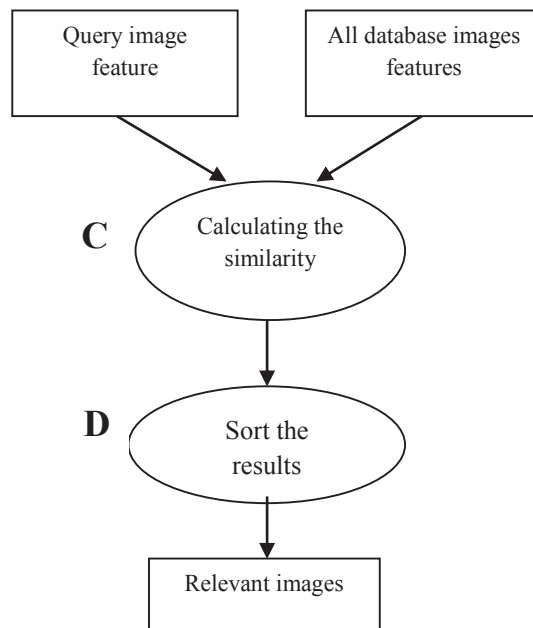 Query image
feature
All database images
features
C
Calculating the
similarity
D
Sort the
results
Relevant images